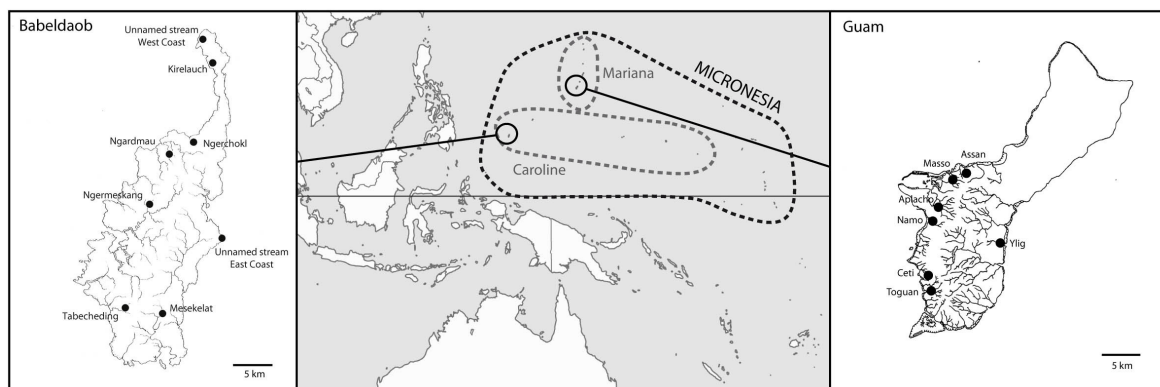 Babeldaob
Unnamed stream
West Coast
Kirelauch
Ngardmau
Ngerchokl
Ngermeskang
Unnamed stream
East Coast
Tabecheding
Mesekelat
5 km
MICRONESIA
Mariana
Caroline
Guam
Masso
Assan
Aplacho
Namo
Ylig
Ceti
Toguan
5 km